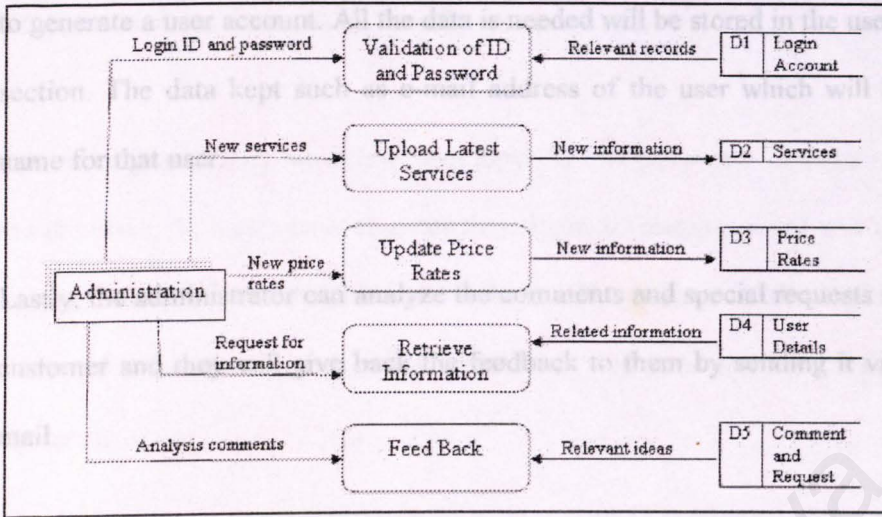 to generate a user account. All the data is needed will be stored in the use
Login ID and password
Validation of ID
and Password
Relevant records
D1 Login
Account
section. The data kept such as e-mail address of the user which will
New services
Upload Latest
Services
New information
D2 Services
name for that user.
New price
rates
Update Price
Rates
New information
D3 Price
Rates
Administration
Lastly, the administrator can analyze the comments and special requests
Request for
information
Retrieve
Information
Related information
D4 User
Details
customer and they give back the feedback to them by sending it
mail.
Analysis comments
Feed Back
Relevant ideas
D5 Comment
and
Request